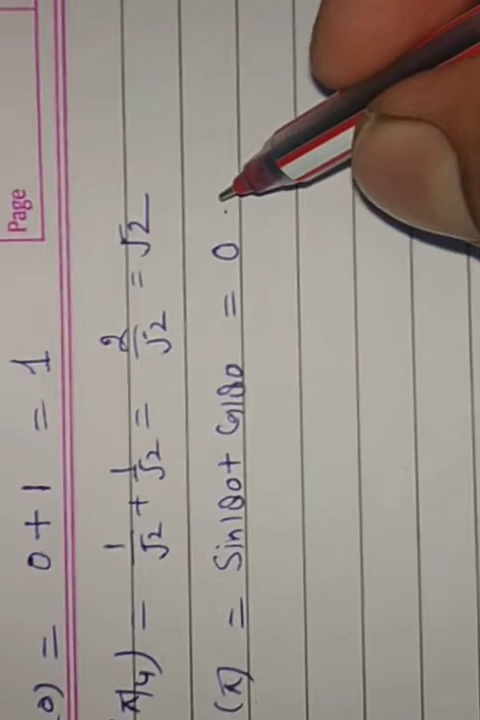 Page
0) = 0 + 1 = 1
π/4) = 1/√2 + 1/√2 = 2/√2 = √2
(π) = Sin180 + Cos180 = 0